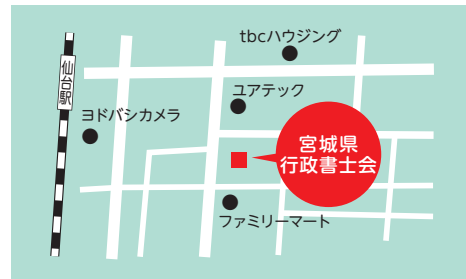 tbcハウジング
仙台駅
ユアテック
ヨドバシカメラ
宮城県
行政書士会
ファミリーマート